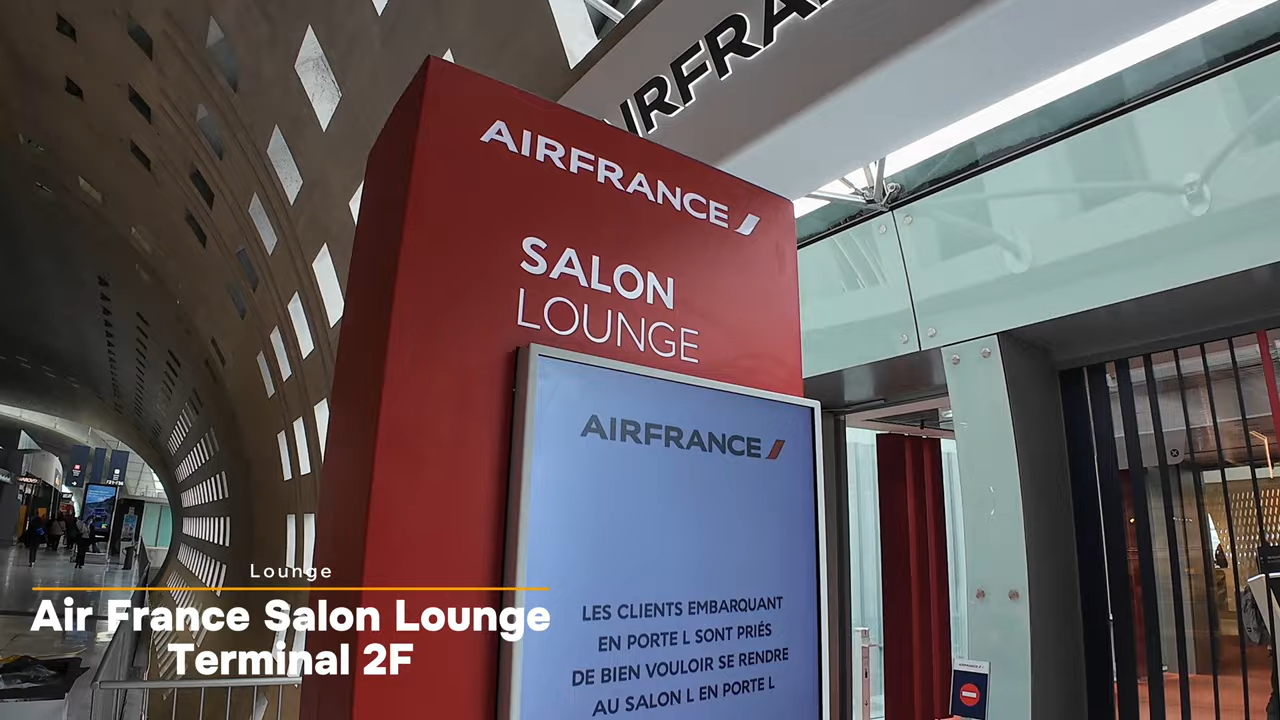 AIRFRANCE
SALON
LOUNGE
AIRFRANCE
LES CLIENTS EMBARQUANT
EN PORTE L SONT PRIÉS
DE BIEN VOULOIR SE RENDRE
AU SALON L EN PORTE L
Lounge
Air France Salon Lounge
Terminal 2F